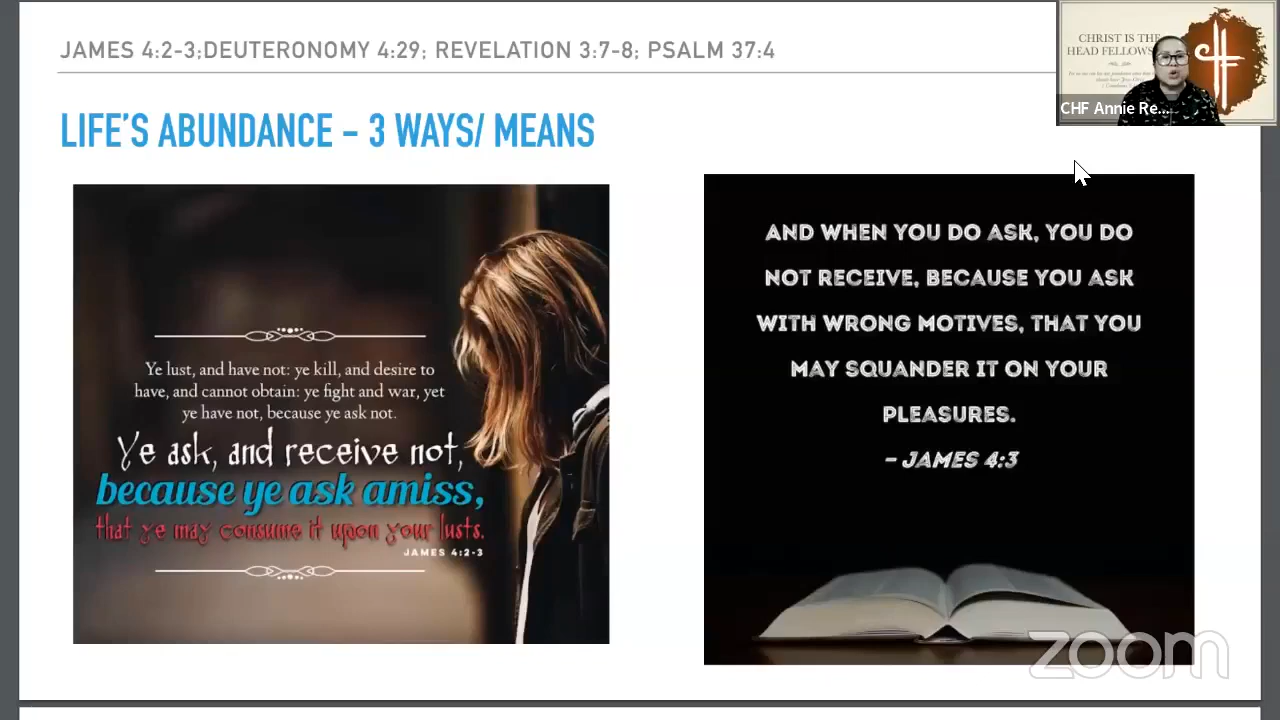 JAMES 4:2-3;DEUTERONOMY 4:29; REVELATION 3:7-8; PSALM 37:4
CHRIST IS THE
HEAD FELLOWS
CHF Annie Re...
LIFE'S ABUNDANCE – 3 WAYS/ MEANS
Ye lust, and have not: ye kill, and desire to
have, and cannot obtain: ye fight and war, yet
ye have not, because ye ask not.
Ye ask, and receive not,
because ye ask amiss,
that ye may consume it upon your lusts.
JAMES 4:2-3
AND WHEN YOU DO ASK, YOU DO
NOT RECEIVE, BECAUSE YOU ASK
WITH WRONG MOTIVES, THAT YOU
MAY SQUANDER IT ON YOUR
PLEASURES.
– JAMES 4:3
zoom